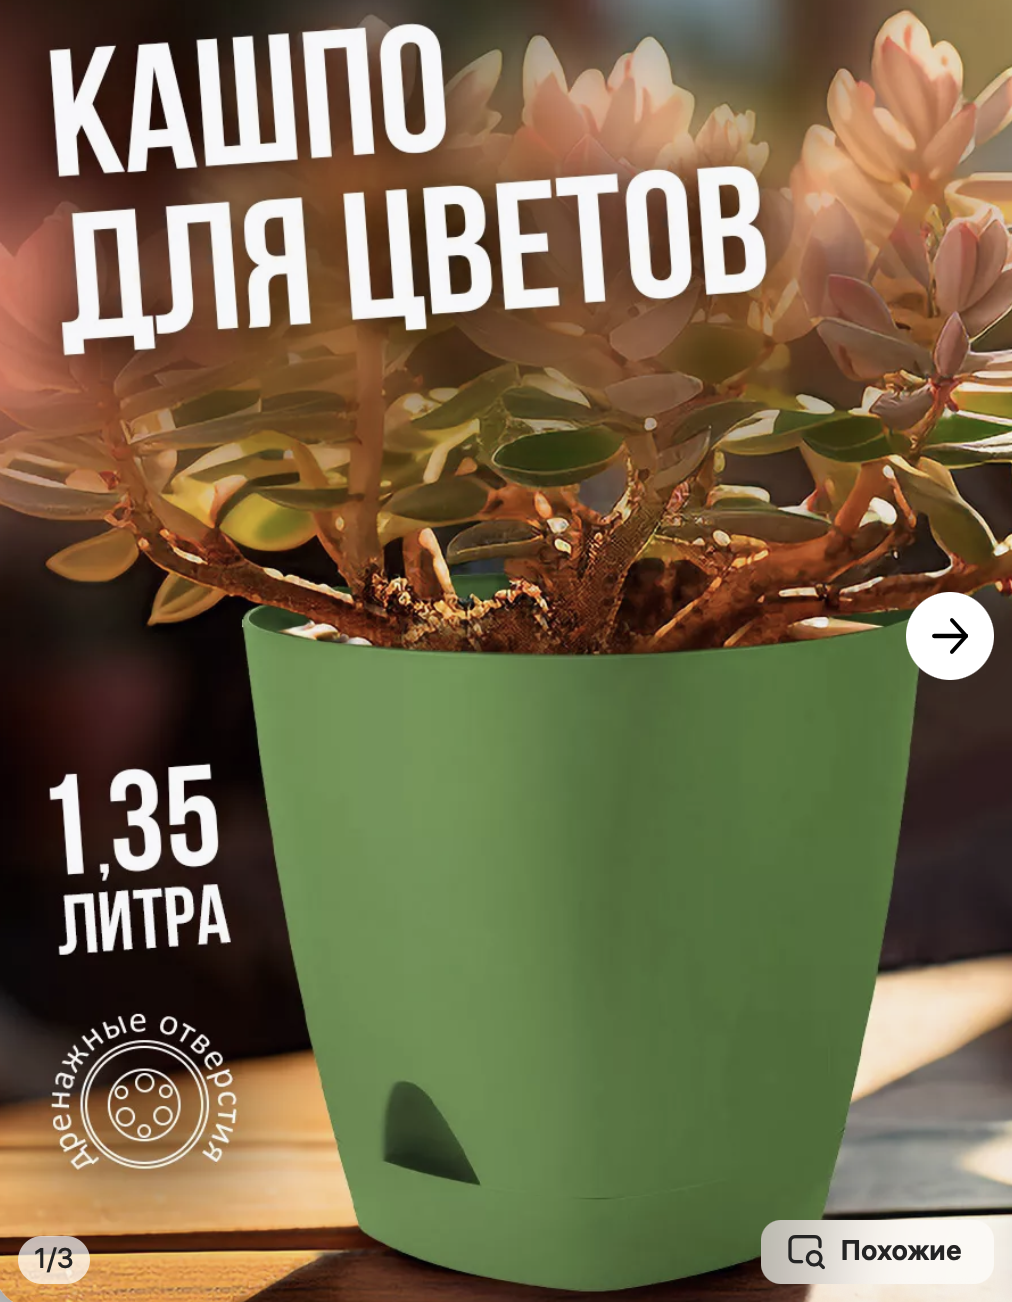 КАШПО
ДЛЯ ЦВЕТОВ
1,35
ЛИТРА
дренажные отверстия
1/3
Похожие